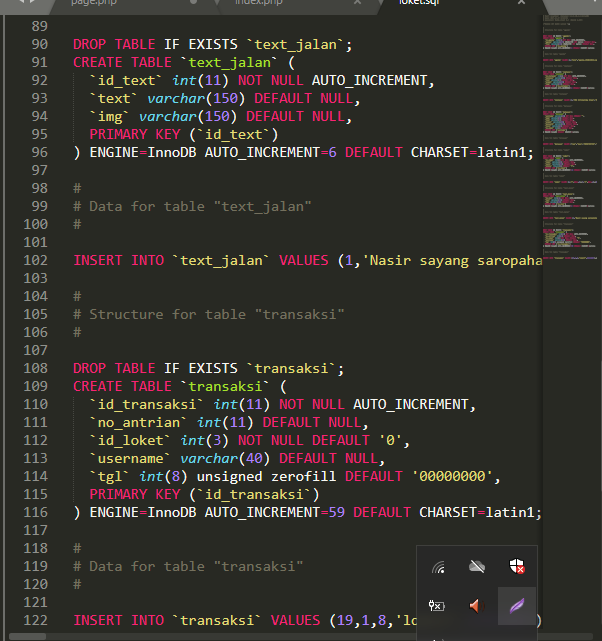 page.php
index.php
loket.sql
89
90 DROP TABLE IF EXISTS `text_jalan`;
91 CREATE TABLE `text_jalan` (
92 `id_text` int(11) NOT NULL AUTO_INCREMENT,
93 `text` varchar(150) DEFAULT NULL,
94 `img` varchar(150) DEFAULT NULL,
95 PRIMARY KEY (`id_text`)
96 ) ENGINE=InnoDB AUTO_INCREMENT=6 DEFAULT CHARSET=latin1;
97
98 #
99 # Data for table "text_jalan"
100 #
101
102 INSERT INTO `text_jalan` VALUES (1,'Nasir sayang saropaha
103
104 #
105 # Structure for table "transaksi"
106 #
107
108 DROP TABLE IF EXISTS `transaksi`;
109 CREATE TABLE `transaksi` (
110 `id_transaksi` int(11) NOT NULL AUTO_INCREMENT,
111 `no_antrian` int(11) DEFAULT NULL,
112 `id_loket` int(3) NOT NULL DEFAULT '0',
113 `username` varchar(40) DEFAULT NULL,
114 `tgl` int(8) unsigned zerofill DEFAULT '00000000',
115 PRIMARY KEY (`id_transaksi`)
116 ) ENGINE=InnoDB AUTO_INCREMENT=59 DEFAULT CHARSET=latin1;
117
118 #
119 # Data for table "transaksi"
120 #
121
122 INSERT INTO `transaksi` VALUES (19,1,8,'lo )